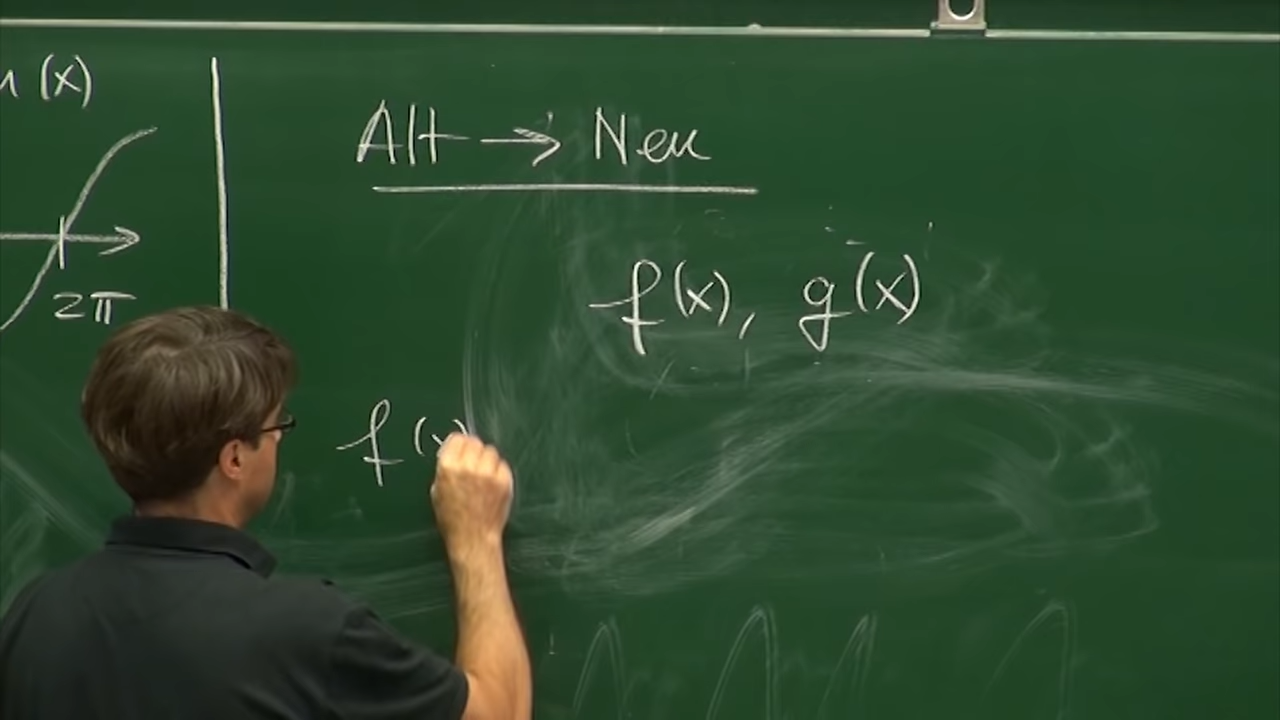 (x)
2π
Alt → Neu
f(x), g(x)
f(x)